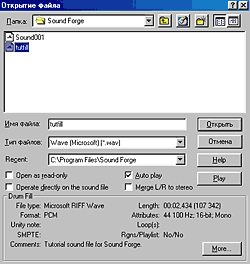 Открытие файла
Папка: Sound Forge
Sound001
tutfill
Имя файла: tutfill Открыть
Тип файлов: Wave (Microsoft) (*.wav) Отмена
Recent: C:\Program Files\Sound Forge Help
Open as read-only Auto play Play
Operate directly on the sound file Merge L/R to stereo
Drum Fill
File type: Microsoft RIFF Wave Length: 00:02,434 (107 342)
Format: PCM Attributes: 44 100 Hz; 16-bit; Mono
Unity note: Loop(s):
SMPTE: Rgns/Playlist: No/No
Comments: Tutorial sound file for Sound Forge.
More...